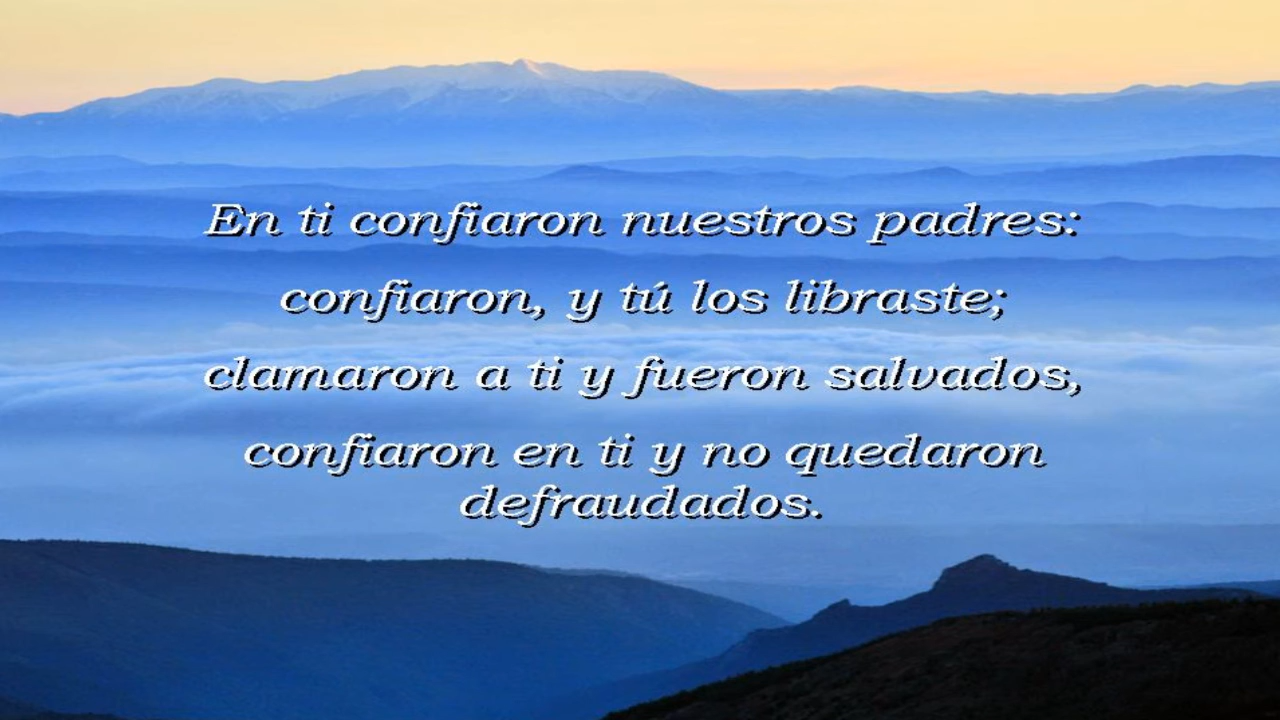 En ti confiaron nuestros padres:
confiaron, y tú los libraste;
clamaron a ti y fueron salvados,
confiaron en ti y no quedaron
defraudados.